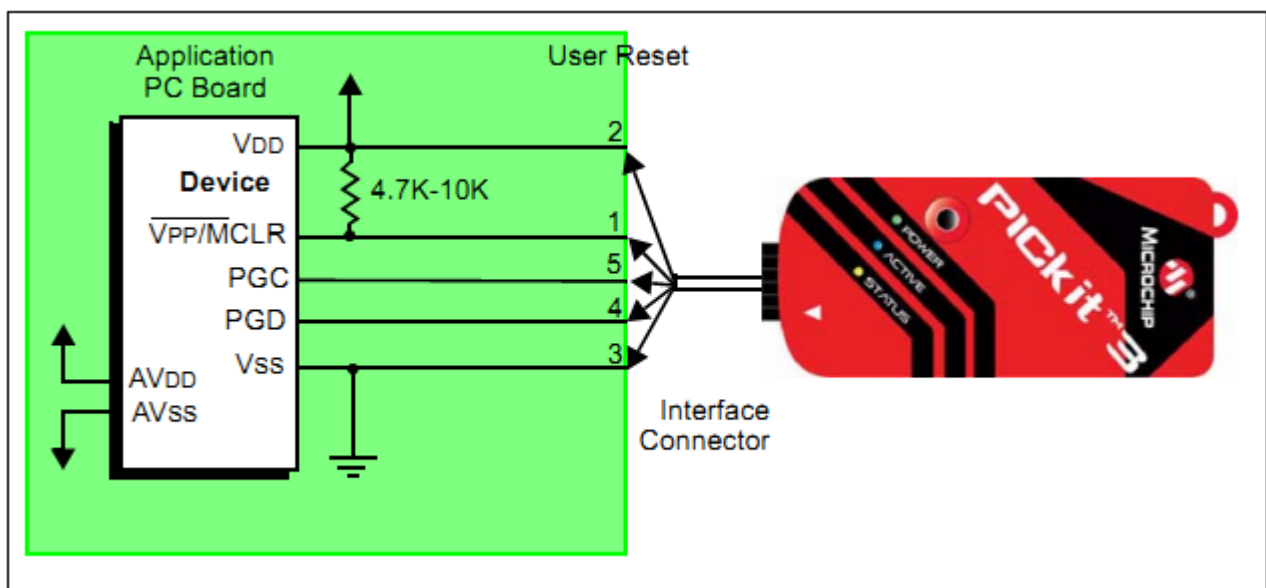 Application
PC Board
User Reset
VDD
2
Device
4.7K-10K
VPP/MCLR
1
PGC
5
PGD
4
VSS
3
AVDD
AVSS
Interface
Connector
POWER
ACTIVE
STATUS
PICkit™ 3
MICROCHIP
®